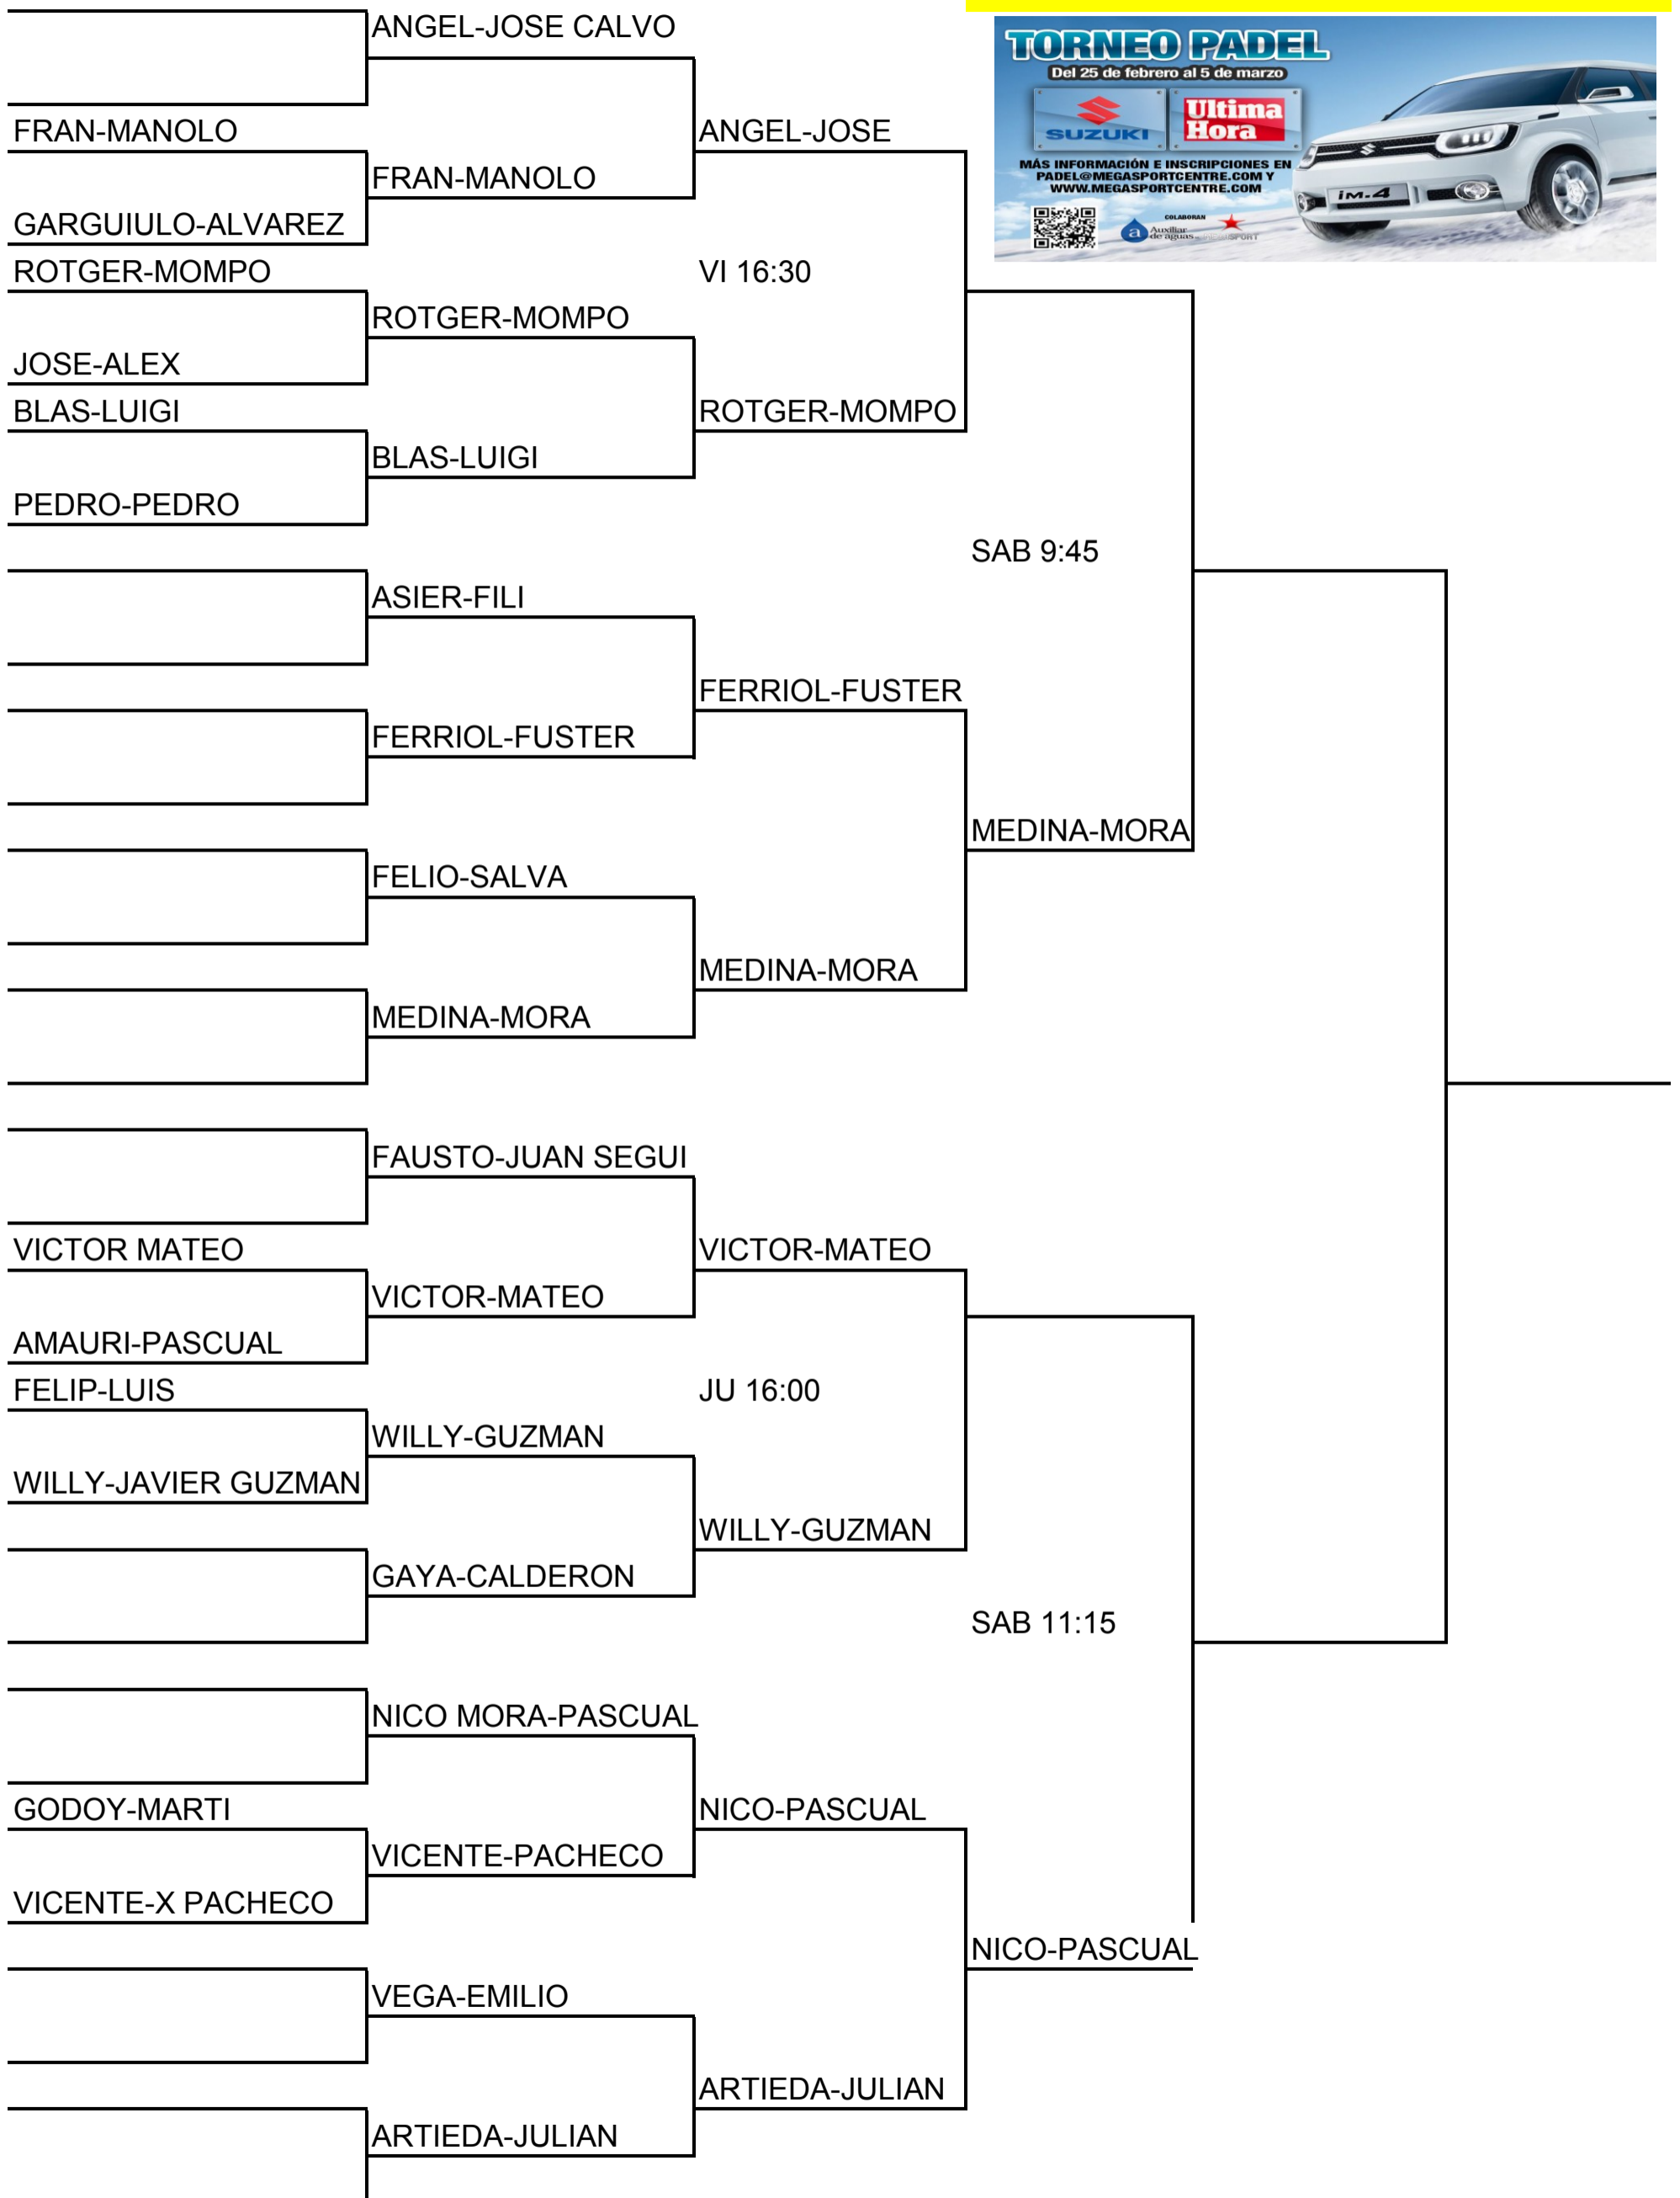 ANGEL-JOSE CALVO
TORNEO PADEL
Del 25 de febrero al 5 de marzo
SUZUKI
Ultima
Hora
MÁS INFORMACIÓN E INSCRIPCIONES EN
PADEL@MEGASPORTCENTRE.COM Y
WWW.MEGASPORTCENTRE.COM
COLABORAN
Auxiliar
de aguas
iM-4
FRAN-MANOLO
ANGEL-JOSE
FRAN-MANOLO
GARGUIULO-ALVAREZ
ROTGER-MOMPO
VI 16:30
ROTGER-MOMPO
JOSE-ALEX
BLAS-LUIGI
ROTGER-MOMPO
BLAS-LUIGI
PEDRO-PEDRO
SAB 9:45
ASIER-FILI
FERRIOL-FUSTER
FERRIOL-FUSTER
MEDINA-MORA
FELIO-SALVA
MEDINA-MORA
MEDINA-MORA
FAUSTO-JUAN SEGUI
VICTOR MATEO
VICTOR-MATEO
VICTOR-MATEO
AMAURI-PASCUAL
FELIP-LUIS
JU 16:00
WILLY-GUZMAN
WILLY-JAVIER GUZMAN
WILLY-GUZMAN
GAYA-CALDERON
SAB 11:15
NICO MORA-PASCUAL
GODOY-MARTI
NICO-PASCUAL
VICENTE-PACHECO
VICENTE-X PACHECO
NICO-PASCUAL
VEGA-EMILIO
ARTIEDA-JULIAN
ARTIEDA-JULIAN